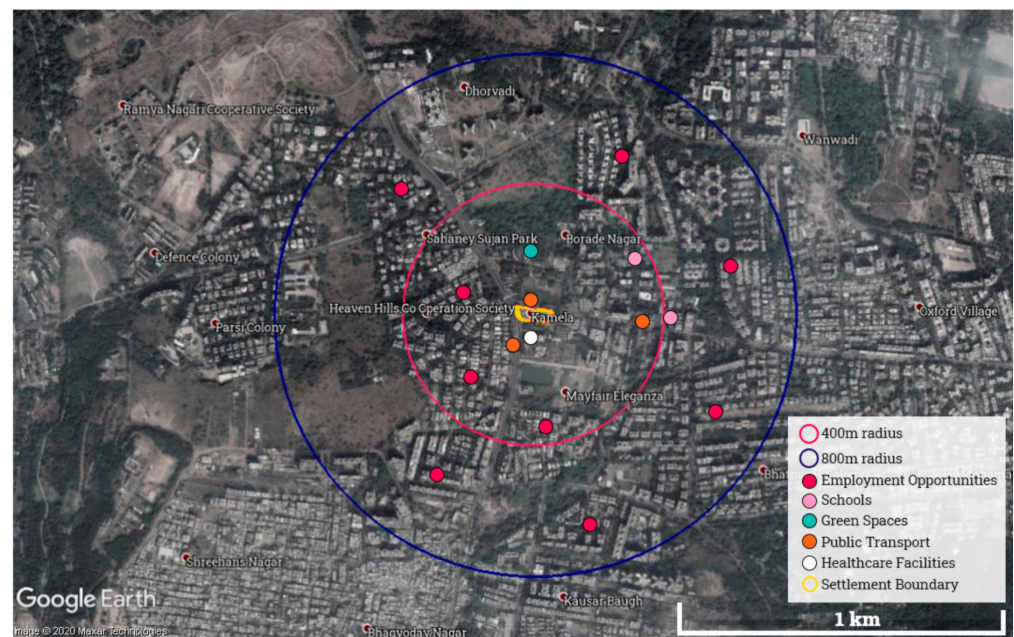 Dhorvadi
Ramya Nagari Cooperative Society
Wanwadi
Sahaney Sujan Park
Borade Nagar
Defence Colony
Heaven Hills Co Operation Society
Kamela
Oxford Village
Parsi Colony
Mayfair Eleganza
400m radius
800m radius
Employment Opportunities
Schools
Green Spaces
Public Transport
Healthcare Facilities
Settlement Boundary
Shreehans Nagar
Google Earth
Kausar Baugh
1 km
Image © 2020 Maxar Technologies
Bhagyoday Nagar